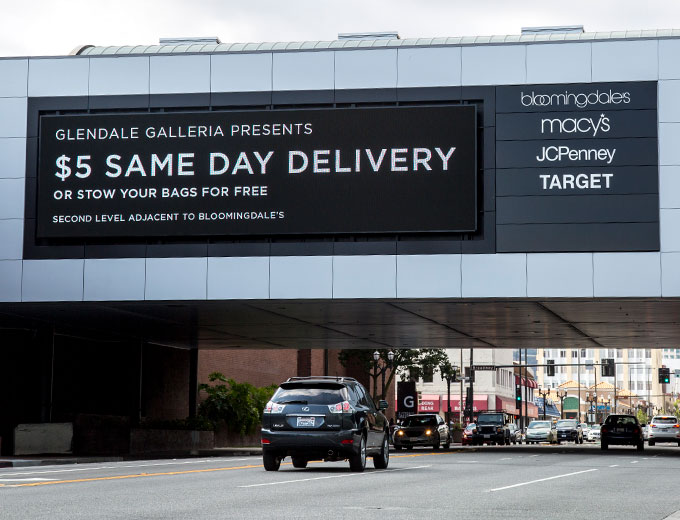 GLENDALE GALLERIA PRESENTS
$5 SAME DAY DELIVERY
OR STOW YOUR BAGS FOR FREE
SECOND LEVEL ADJACENT TO BLOOMINGDALE'S
bloomingdale's
macy's
JCPenney
TARGET
G